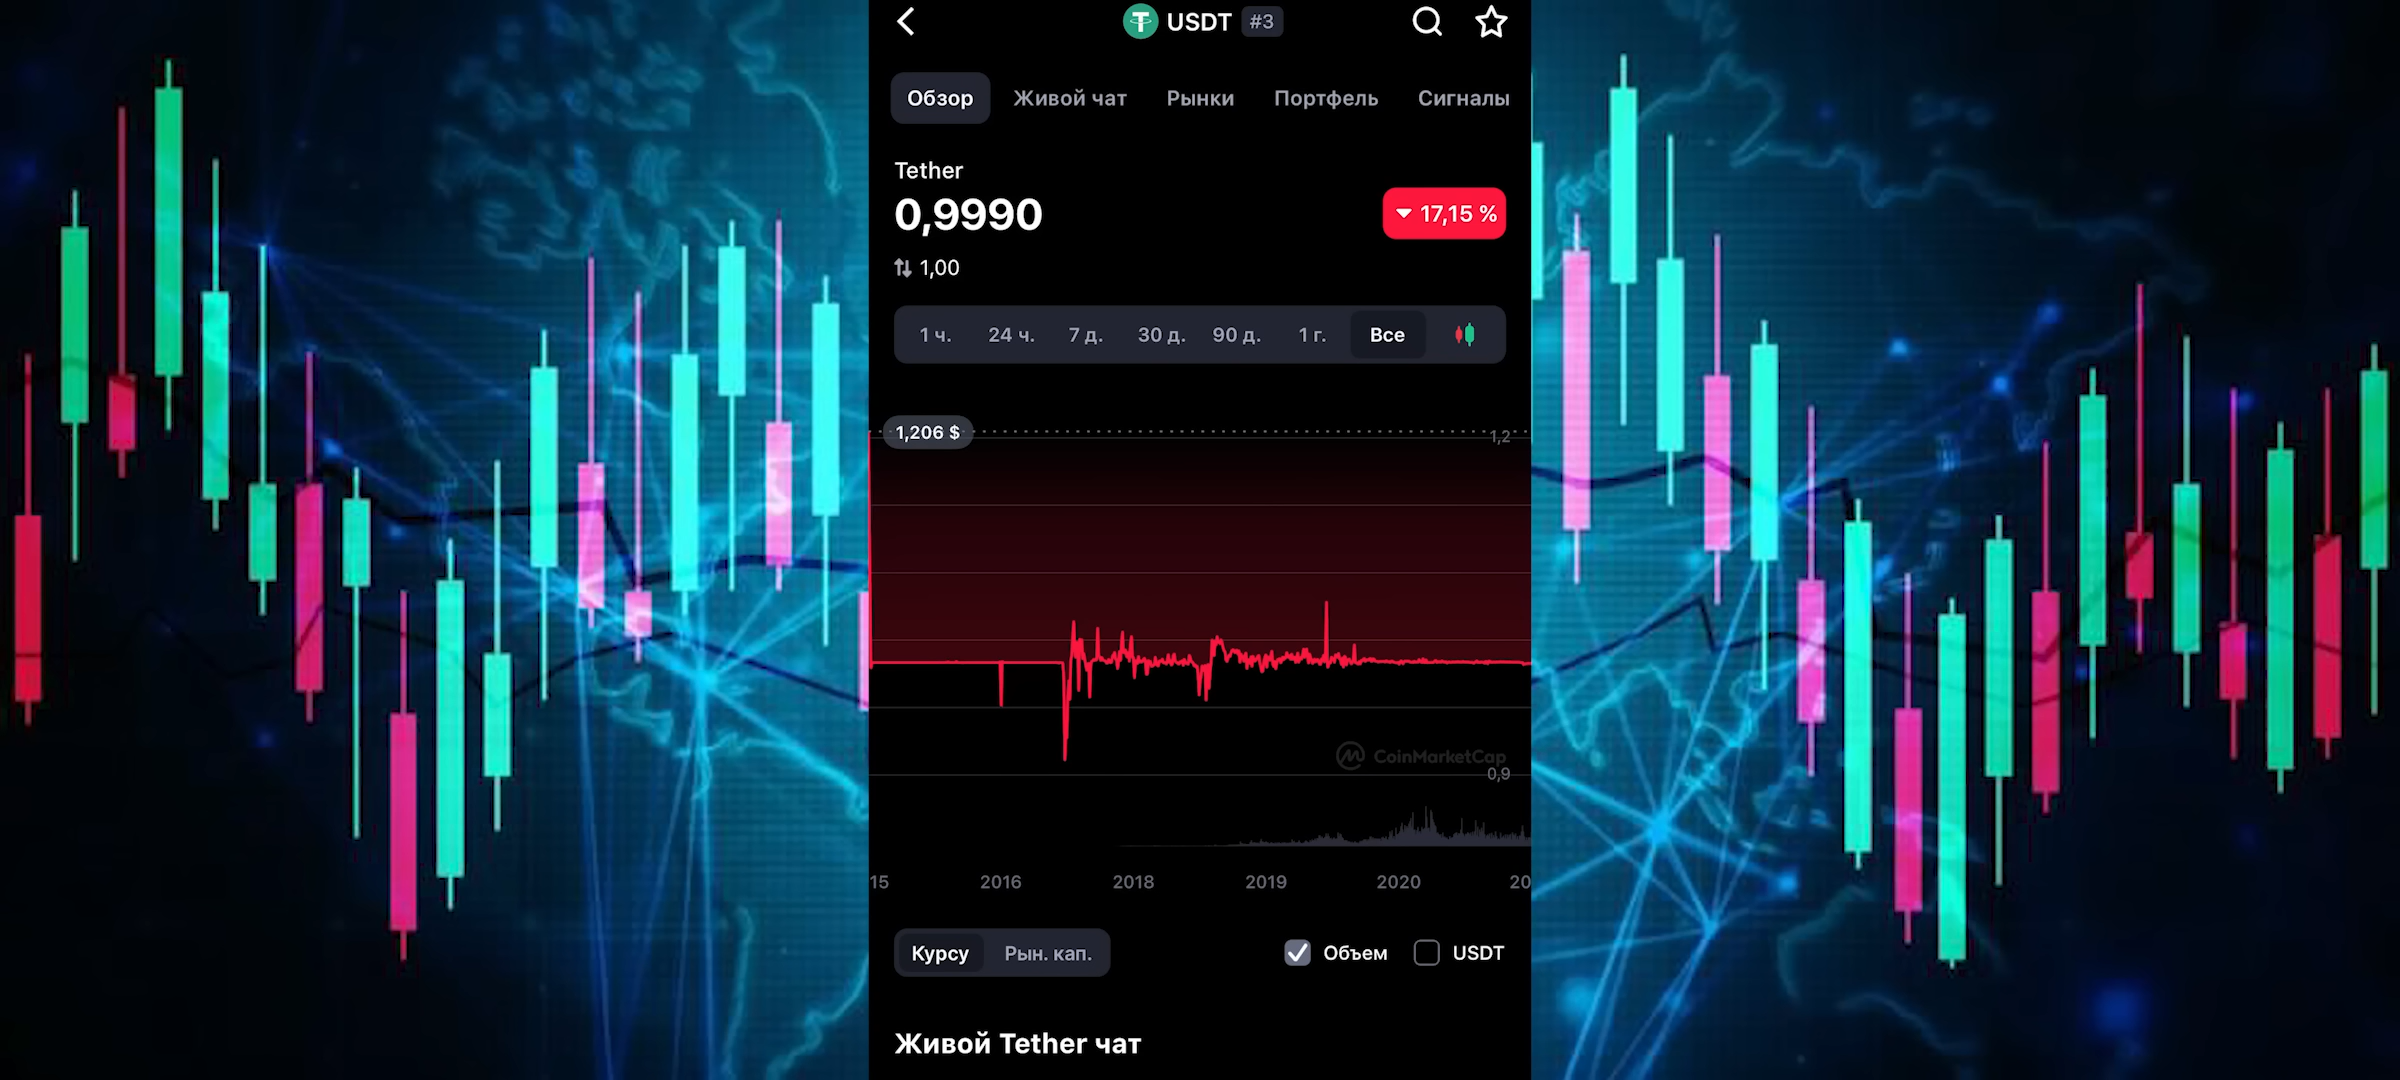 USDT #3
Обзор Живой чат Рынки Портфель Сигналы
Tether
0,9990
17,15 %
1,00
1 ч. 24 ч. 7 д. 30 д. 90 д. 1 г. Все
1,206 $
1,2
CoinMarketCap
0,9
15 2016 2018 2019 2020 20
Курсу Рын. кап. Объем USDT
Живой Tether чат